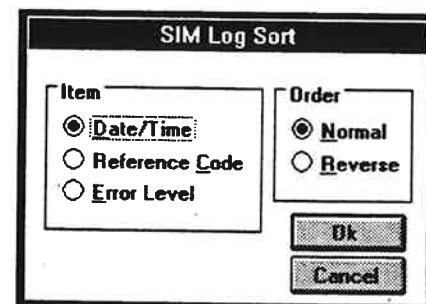 SIM Log Sort
Item
Date/Time
Reference Code
Error Level
Order
Normal
Reverse
Ok
Cancel